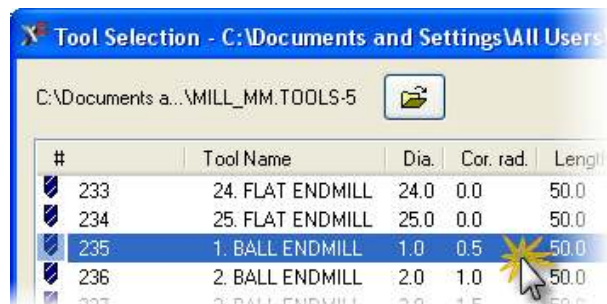 Tool Selection - C:\Documents and Settings\All Users
C:\Documents a...\MILL_MM.TOOLS-5
# Tool Name Dia. Cor. rad. Length
233 24. FLAT ENDMILL 24.0 0.0 50.0
234 25. FLAT ENDMILL 25.0 0.0 50.0
235 1. BALL ENDMILL 1.0 0.5 50.0
236 2. BALL ENDMILL 2.0 1.0 50.0